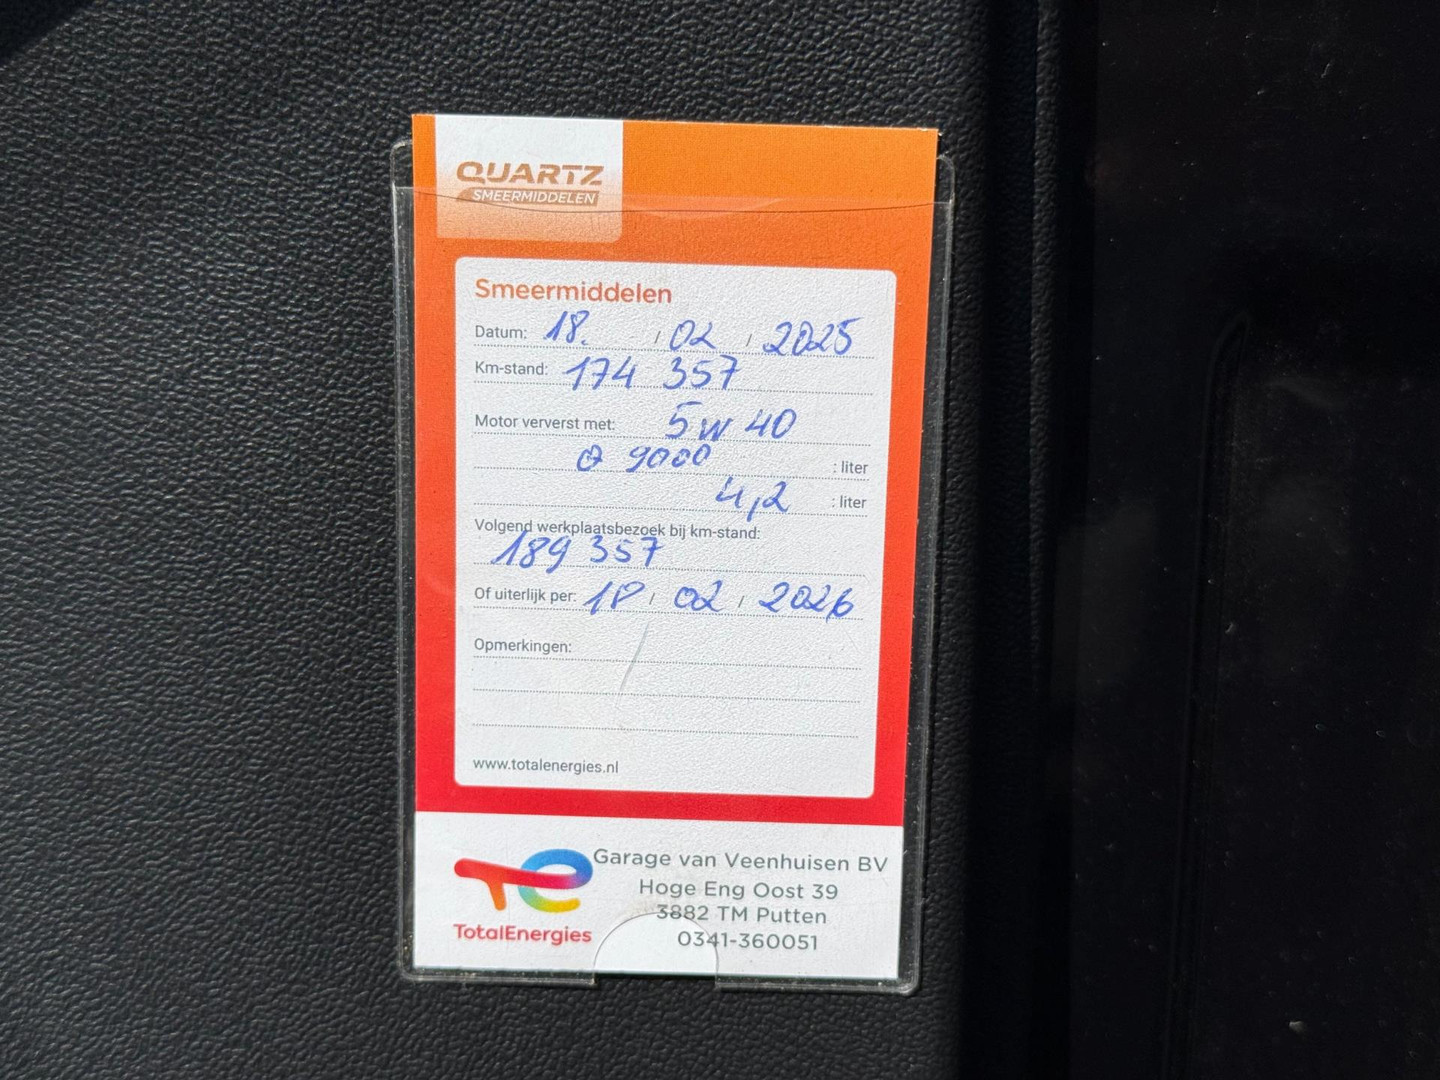 QUARTZ
SMEERMIDDELEN
Smeermiddelen
Datum: 18. / 02 / 2025
Km-stand: 174 357
Motor ververst met: 5w40
Q 9000 : liter
4,2 : liter
Volgend werkplaatsbezoek bij km-stand:
189 357
Of uiterlijk per: 18 / 02 / 2026
Opmerkingen:
www.totalenergies.nl
TotalEnergies
Garage van Veenhuisen BV
Hoge Eng Oost 39
3882 TM Putten
0341-360051